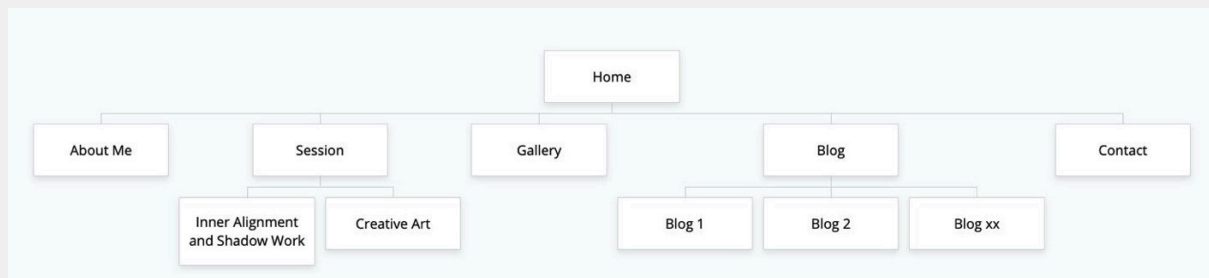 Home
About Me
Session
Gallery
Blog
Contact
Inner Alignment
and Shadow Work
Creative Art
Blog 1
Blog 2
Blog xx